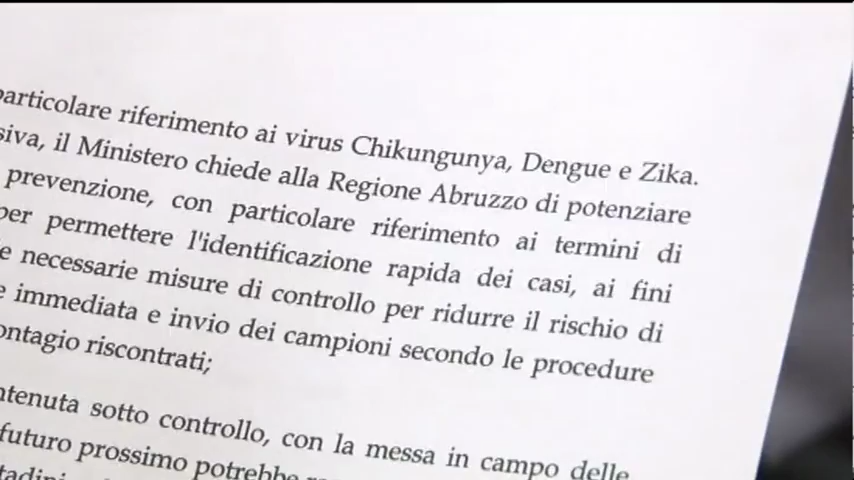 particolare riferimento ai virus Chikungunya, Dengue e Zika.
siva, il Ministero chiede alla Regione Abruzzo di potenziare
prevenzione, con particolare riferimento ai termini di
per permettere l'identificazione rapida dei casi, ai fini
e necessarie misure di controllo per ridurre il rischio di
e immediata e invio dei campioni secondo le procedure
ontagio riscontrati;
ntenuta sotto controllo, con la messa in campo delle
futuro prossimo potrebbe